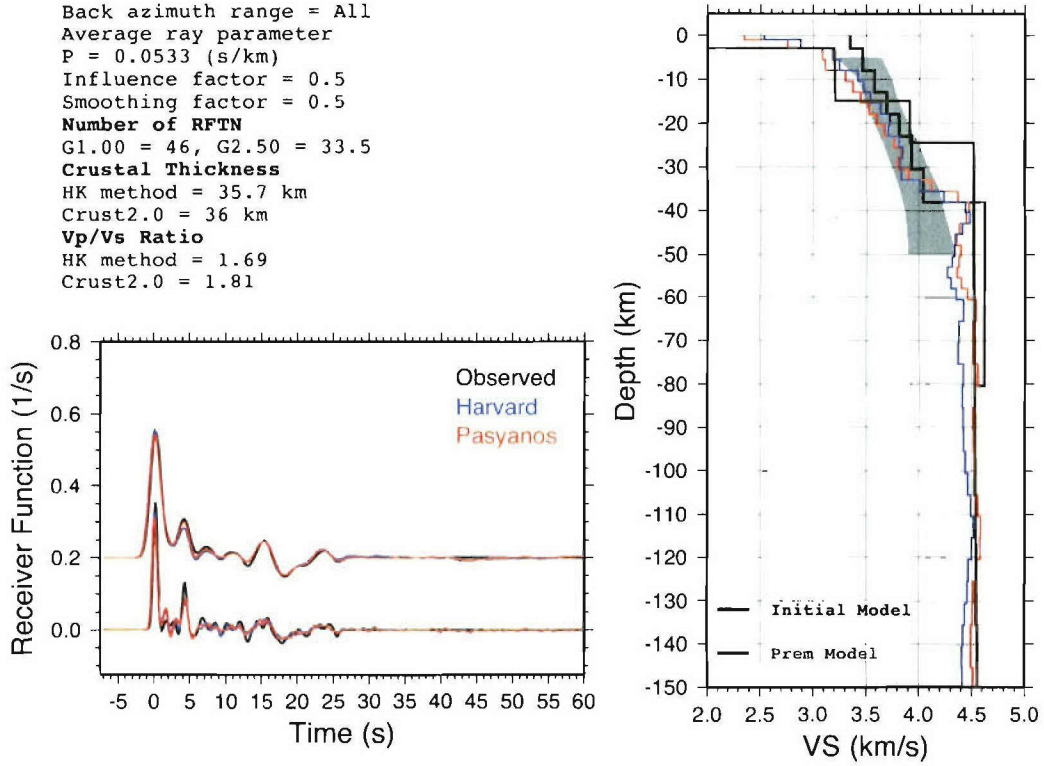 Back azimuth range = All
Average ray parameter
P = 0.0533 (s/km)
Influence factor = 0.5
Smoothing factor = 0.5
Number of RFTN
G1.00 = 46, G2.50 = 33.5
Crustal Thickness
HK method = 35.7 km
Crust2.0 = 36 km
Vp/Vs Ratio
HK method = 1.69
Crust2.0 = 1.81
Receiver Function (1/s)
0.8
0.6
0.4
0.2
0.0
Observed
Harvard
Pasyanos
-5 0 5 10 15 20 25 30 35 40 45 50 55 60
Time (s)
Depth (km)
0
-10
-20
-30
-40
-50
-60
-70
-80
-90
-100
-110
-120
-130
-140
-150
Initial Model
Prem Model
2.0 2.5 3.0 3.5 4.0 4.5 5.0
VS (km/s)